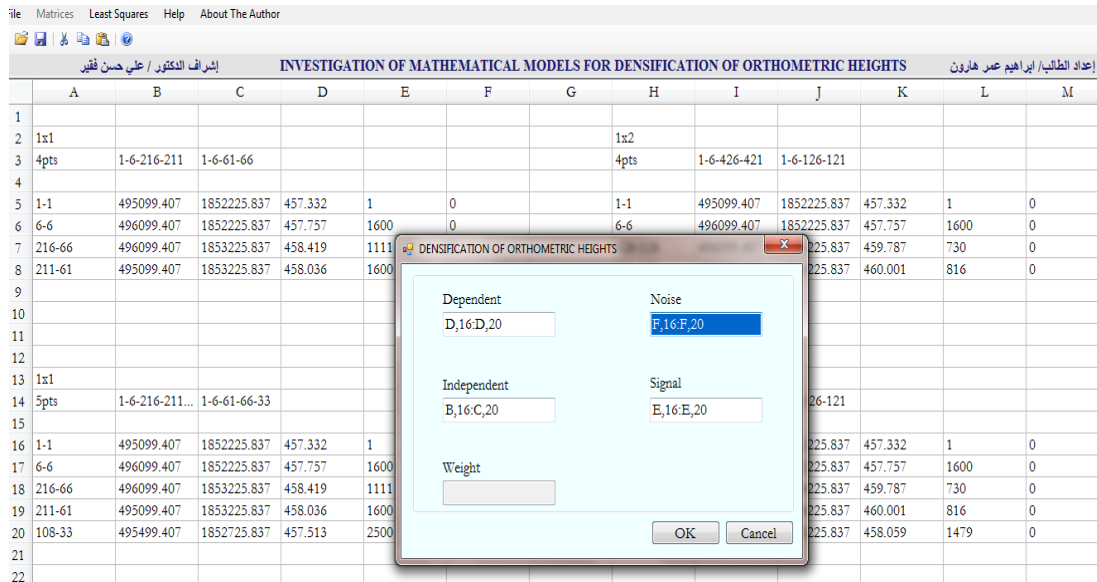 ile Matrices Least Squares Help About The Author
إشراف الدكتور / علي حسن فقير INVESTIGATION OF MATHEMATICAL MODELS FOR DENSIFICATION OF ORTHOMETRIC HEIGHTS إعداد الطالب/ ابراهيم عمر هارون
A B C D E F G H I J K L M
1
2 1x1 1x2
3 4pts 1-6-216-211 1-6-61-66 4pts 1-6-426-421 1-6-126-121
4
5 1-1 495099.407 1852225.837 457.332 1 0 1-1 495099.407 1852225.837 457.332 1 0
6 6-6 496099.407 1852225.837 457.757 1600 0 6-6 496099.407 1852225.837 457.757 1600 0
7 216-66 496099.407 1853225.837 458.419 1111 225.837 459.787 730 0
8 211-61 495099.407 1853225.837 458.036 1600 225.837 460.001 816 0
9
10
11
12
13 1x1
14 5pts 1-6-216-211... 1-6-61-66-33 26-121
15
16 1-1 495099.407 1852225.837 457.332 1 225.837 457.332 1 0
17 6-6 496099.407 1852225.837 457.757 1600 225.837 457.757 1600 0
18 216-66 496099.407 1853225.837 458.419 1111 225.837 459.787 730 0
19 211-61 495099.407 1853225.837 458.036 1600 225.837 460.001 816 0
20 108-33 495499.407 1852725.837 457.513 2500 225.837 458.059 1479 0
21
22
DENSIFICATION OF ORTHOMETRIC HEIGHTS X
Dependent Noise
D,16:D,20 F,16:F,20
Independent Signal
B,16:C,20 E,16:E,20
Weight
OK Cancel